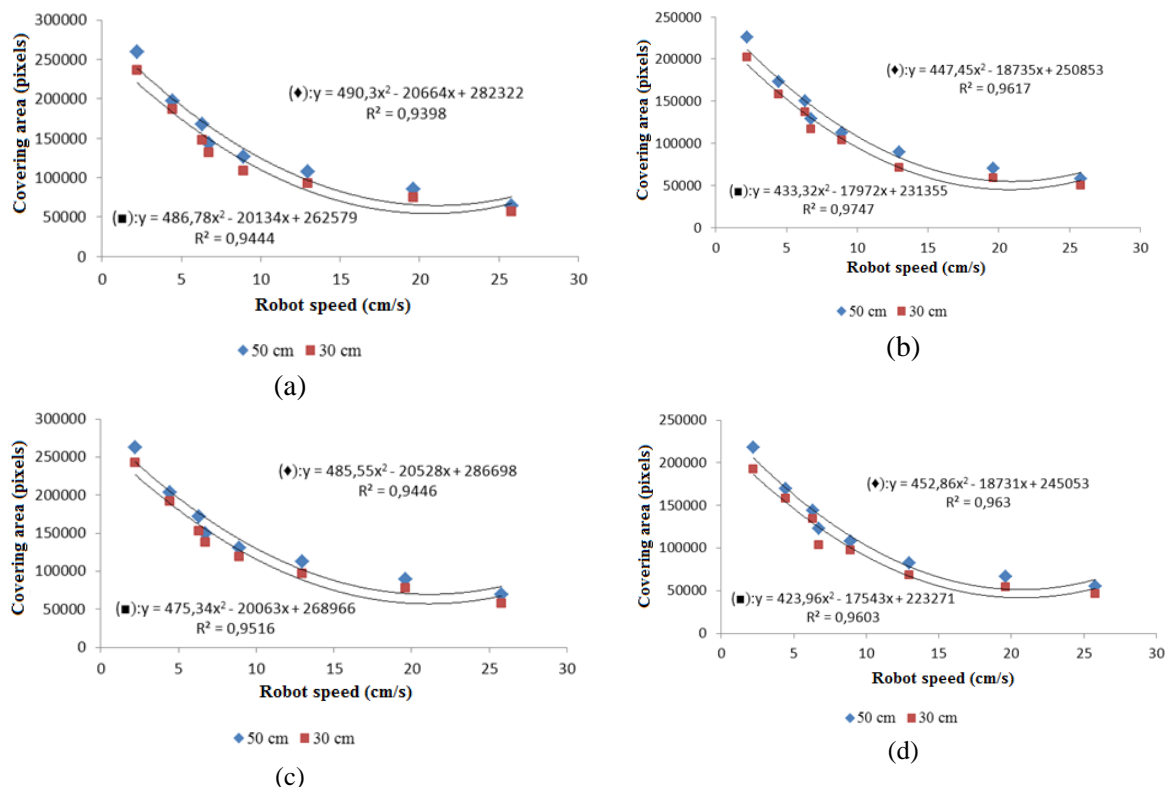 300000
250000
200000
150000
100000
50000
0
Covering area (pixels)
(♦):y = 490,3x² - 20664x + 282322
R² = 0,9398
(■):y = 486,78x² - 20134x + 262579
R² = 0,9444
0 5 10 15 20 25 30
Robot speed (cm/s)
50 cm 30 cm
(a)
250000
200000
150000
100000
50000
0
Covering area (pixels)
(♦):y = 447,45x² - 18735x + 250853
R² = 0,9617
(■):y = 433,32x² - 17972x + 231355
R² = 0,9747
0 5 10 15 20 25 30
Robot speed (cm/s)
50 cm 30 cm
(b)
300000
250000
200000
150000
100000
50000
0
Covering area (pixels)
(♦):y = 485,55x² - 20528x + 286698
R² = 0,9446
(■):y = 475,34x² - 20063x + 268966
R² = 0,9516
0 5 10 15 20 25 30
Robot speed (cm/s)
50 cm 30 cm
(c)
250000
200000
150000
100000
50000
0
Covering area (pixels)
(♦):y = 452,86x² - 18731x + 245053
R² = 0,963
(■):y = 423,96x² - 17543x + 223271
R² = 0,9603
0 5 10 15 20 25 30
Robot speed (cm/s)
50 cm 30 cm
(d)